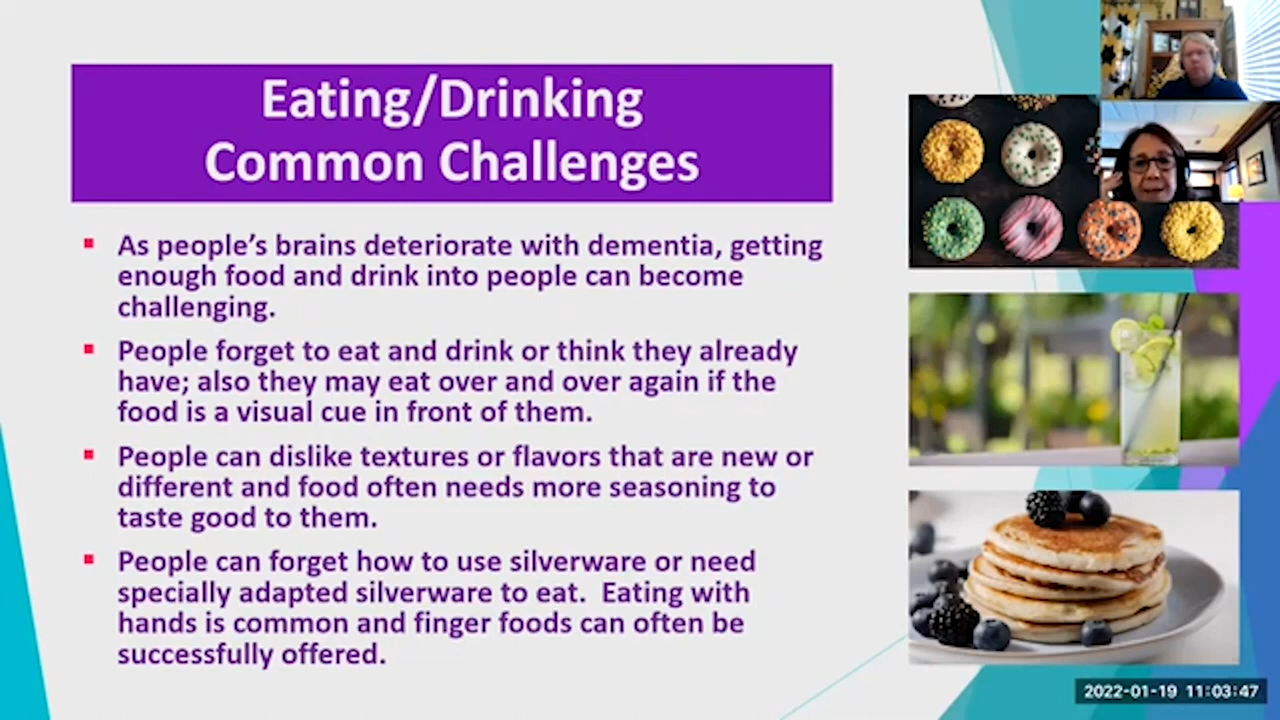 Eating/Drinking
Common Challenges
As people's brains deteriorate with dementia, getting
enough food and drink into people can become
challenging.
People forget to eat and drink or think they already
have; also they may eat over and over again if the
food is a visual cue in front of them.
People can dislike textures or flavors that are new or
different and food often needs more seasoning to
taste good to them.
People can forget how to use silverware or need
specially adapted silverware to eat.  Eating with
hands is common and finger foods can often be
successfully offered.
2022-01-19 11:03:47